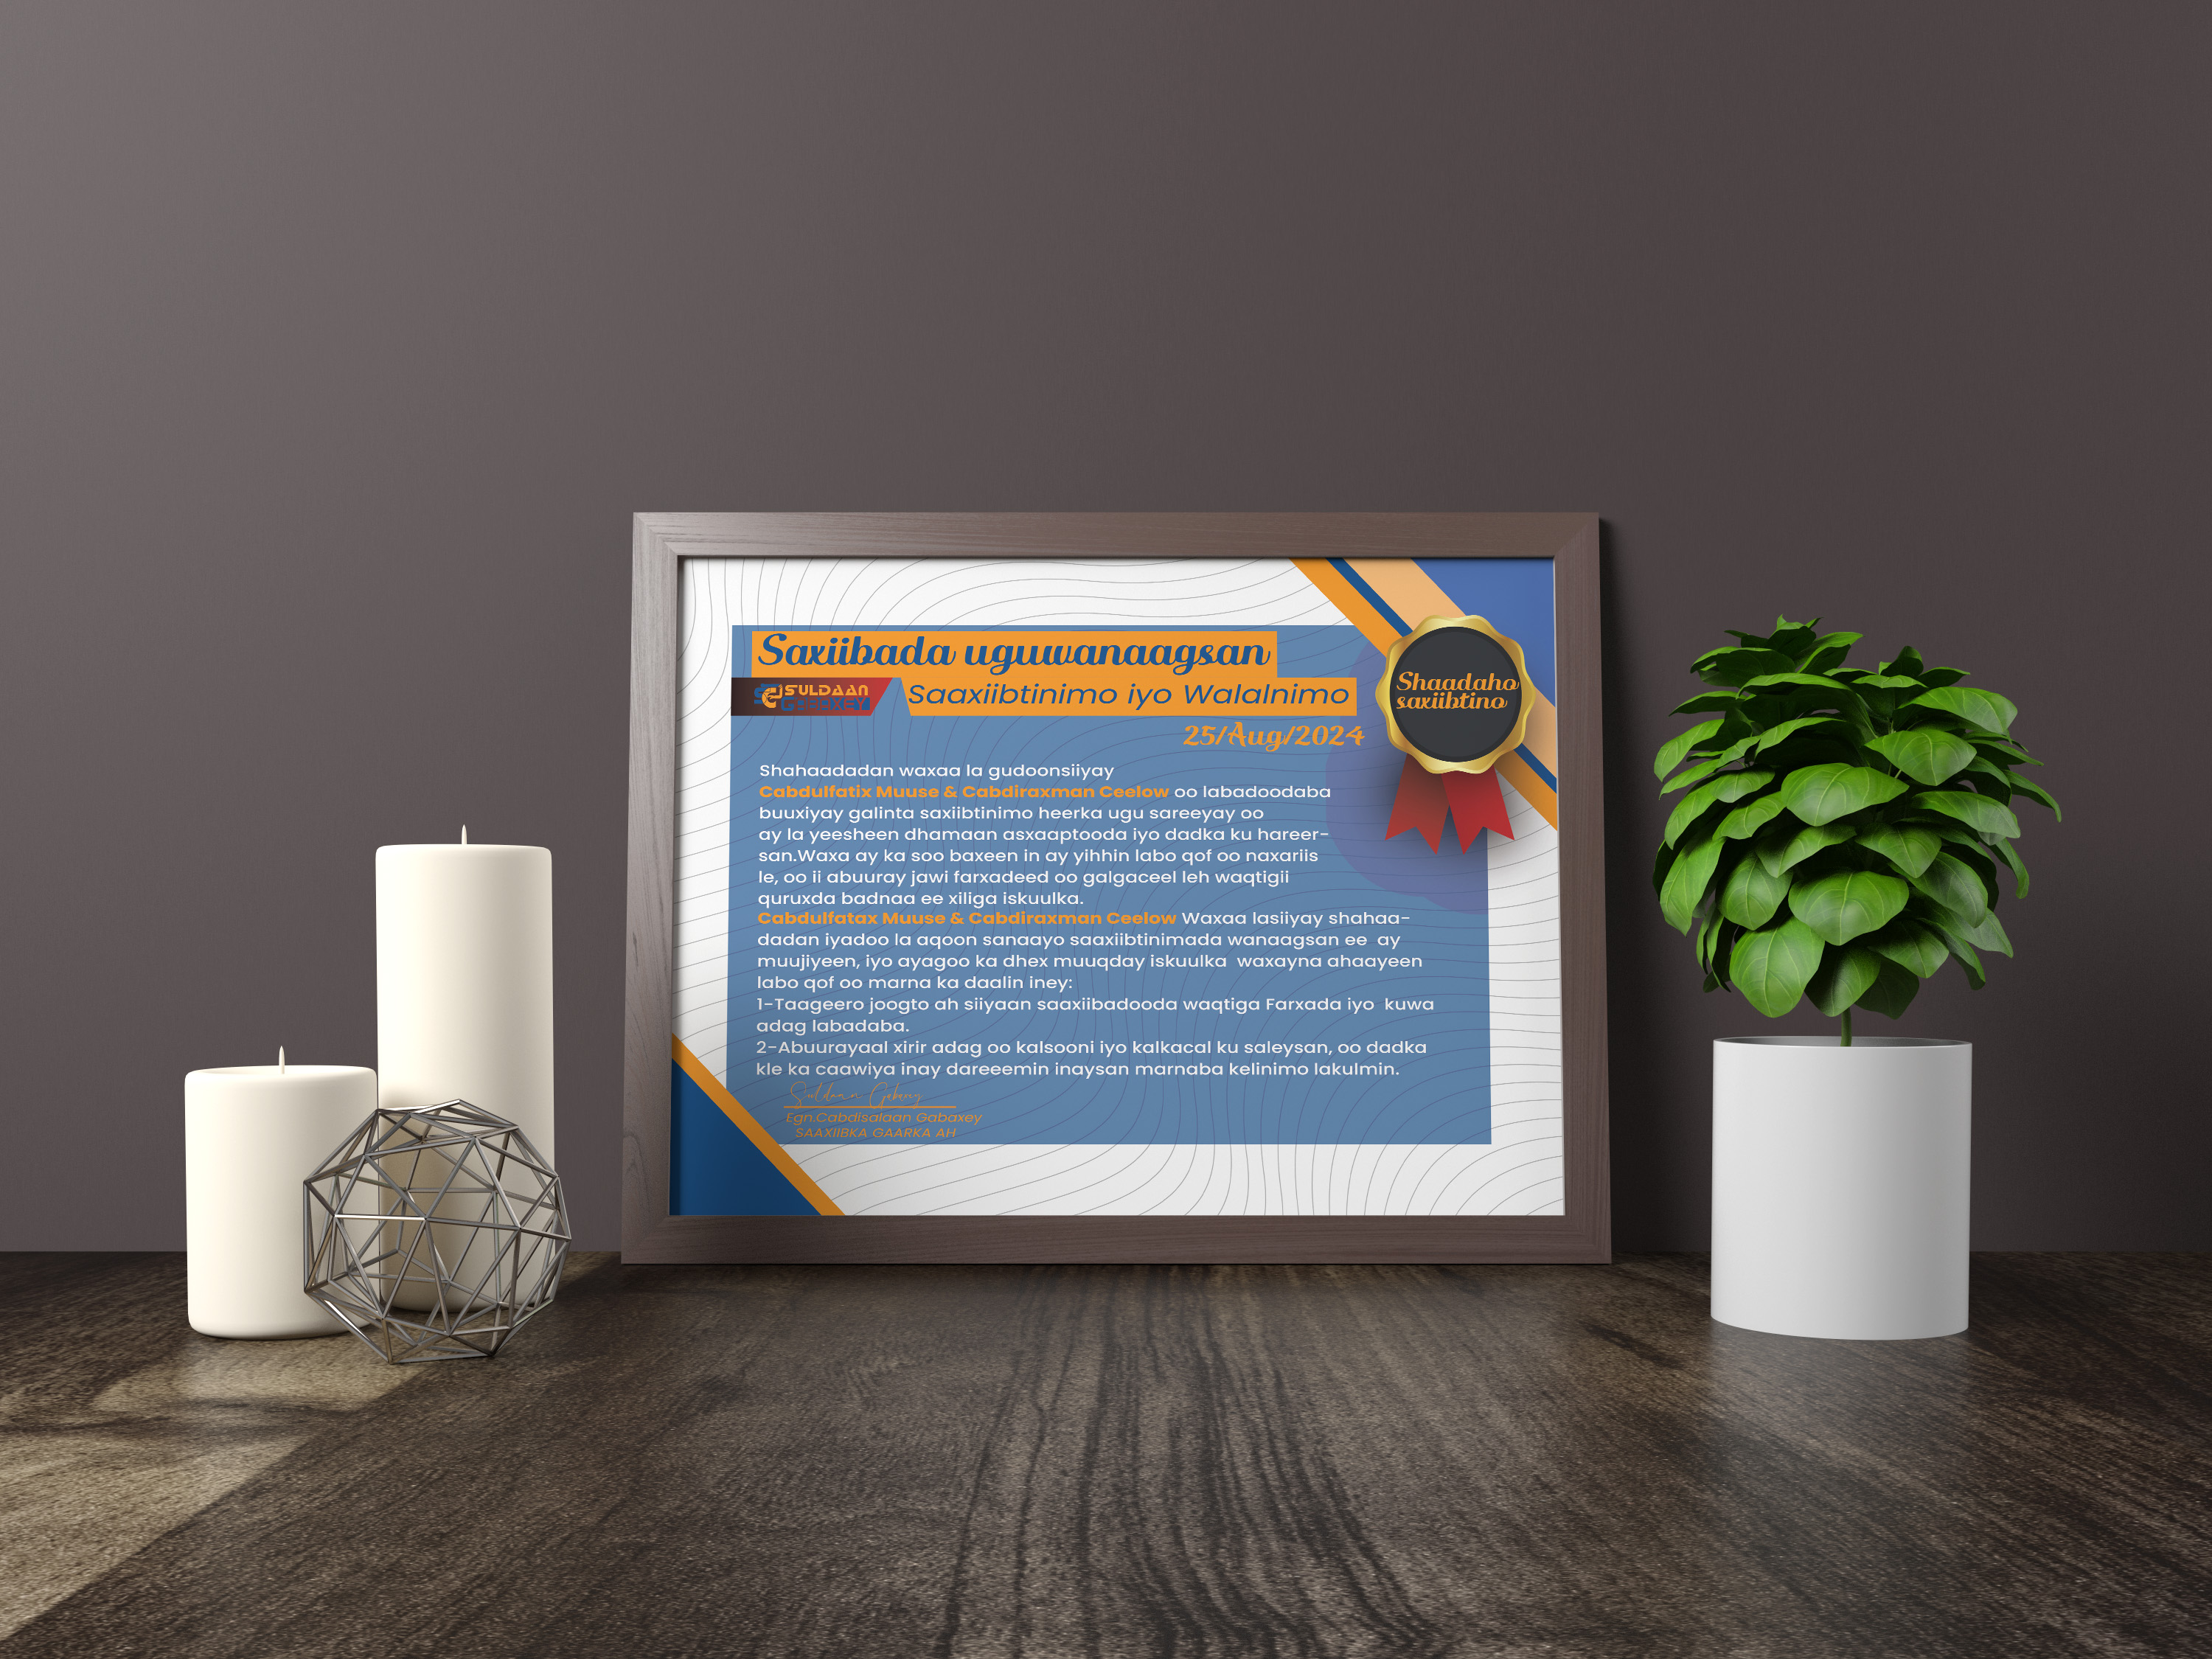 Saxiibada uguwanaagsan
SULDAAN
GABAXEY
Saaxiibtinimo iyo Walalnimo
25/Aug/2024
Shaadaho
saxiibtino
Shahaadadan waxaa la gudoonsiiyay
Cabdulfatix Muuse & Cabdiraxman Ceelow oo labadoodaba
buuxiyay galinta saxiibtinimo heerka ugu sareeyay oo
ay la yeesheen dhamaan asxaaptooda iyo dadka ku hareer-
san.Waxa ay ka soo baxeen in ay yihhin labo qof oo naxariis
le, oo ii abuuray jawi farxadeed oo galgaceel leh waqtigii
quruxda badnaa ee xiliga iskuulka.
Cabdulfatax Muuse & Cabdiraxman Ceelow Waxaa lasiiyay shahaa-
dadan iyadoo la aqoon sanaayo saaxiibtinimada wanaagsan ee ay
muujiyeen, iyo ayagoo ka dhex muuqday iskuulka waxayna ahaayeen
labo qof oo marna ka daalin iney:
1-Taageero joogto ah siiyaan saaxiibadooda waqtiga Farxada iyo kuwa
adag labadaba.
2-Abuurayaal xirir adag oo kalsooni iyo kalkacal ku saleysan, oo dadka
kle ka caawiya inay dareeemin inaysan marnaba kelinimo lakulmin.
Suldaan Gabaxey
Egn.Cabdisalaan Gabaxey
SAAXIIBKA GAARKA AH